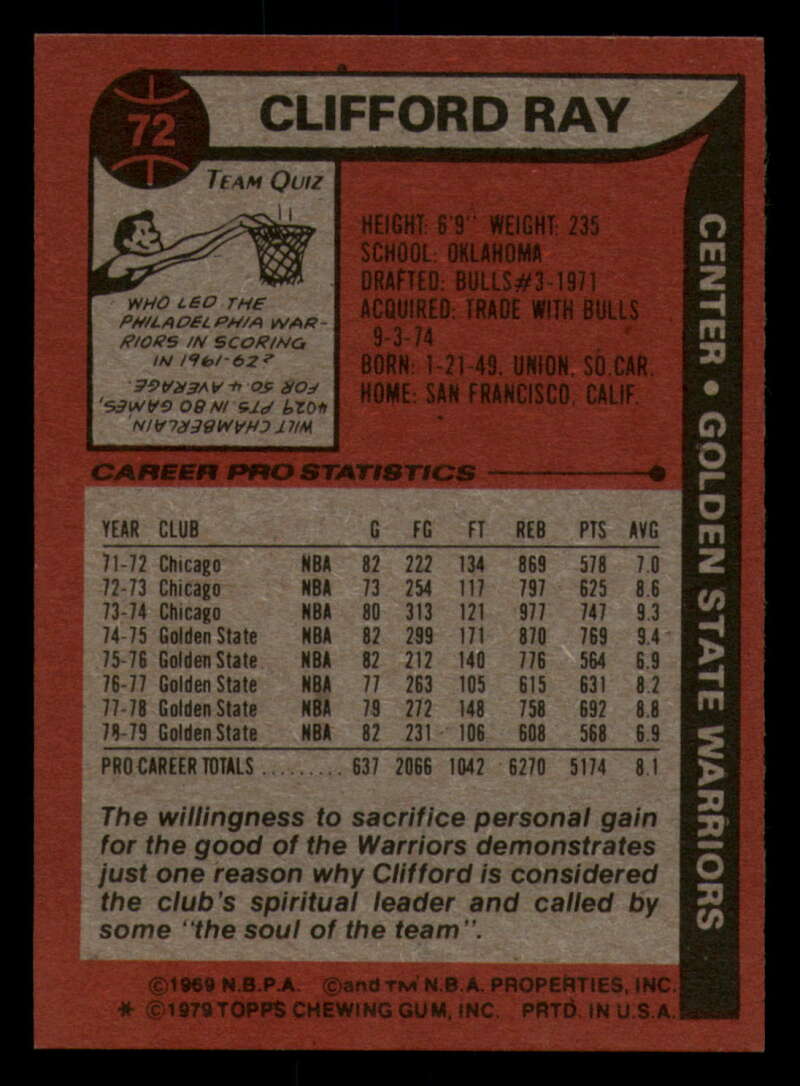 72
CLIFFORD RAY
TEAM QUIZ
WHO LED THE
PHILADELPHIA WAR-
RIORS IN SCORING
IN 1961-62?
WILT CHAMBERLAIN
4029 PTS IN 80 GAMES,
FOR 50.4 AVERAGE.
HEIGHT: 6'9" WEIGHT: 235
SCHOOL: OKLAHOMA
DRAFTED: BULLS#3-1971
ACQUIRED: TRADE WITH BULLS
9-3-74
BORN: 1-21-49, UNION, SO.CAR.
HOME: SAN FRANCISCO, CALIF.
CENTER • GOLDEN STATE WARRIORS
CAREER PRO STATISTICS
YEAR CLUB G FG FT REB PTS AVG
71-72 Chicago NBA 82 222 134 869 578 7.0
72-73 Chicago NBA 73 254 117 797 625 8.6
73-74 Chicago NBA 80 313 121 977 747 9.3
74-75 Golden State NBA 82 299 171 870 769 9.4
75-76 Golden State NBA 82 212 140 776 564 6.9
76-77 Golden State NBA 77 263 105 615 631 8.2
77-78 Golden State NBA 79 272 148 758 692 8.8
78-79 Golden State NBA 82 231 106 608 568 6.9
PRO CAREER TOTALS ......... 637 2066 1042 6270 5174 8.1
The willingness to sacrifice personal gain
for the good of the Warriors demonstrates
just one reason why Clifford is considered
the club's spiritual leader and called by
some "the soul of the team".
©1969 N.B.P.A. ©and TM N.B.A. PROPERTIES, INC.
* ©1979 TOPPS CHEWING GUM, INC. PRTD. IN U.S.A.